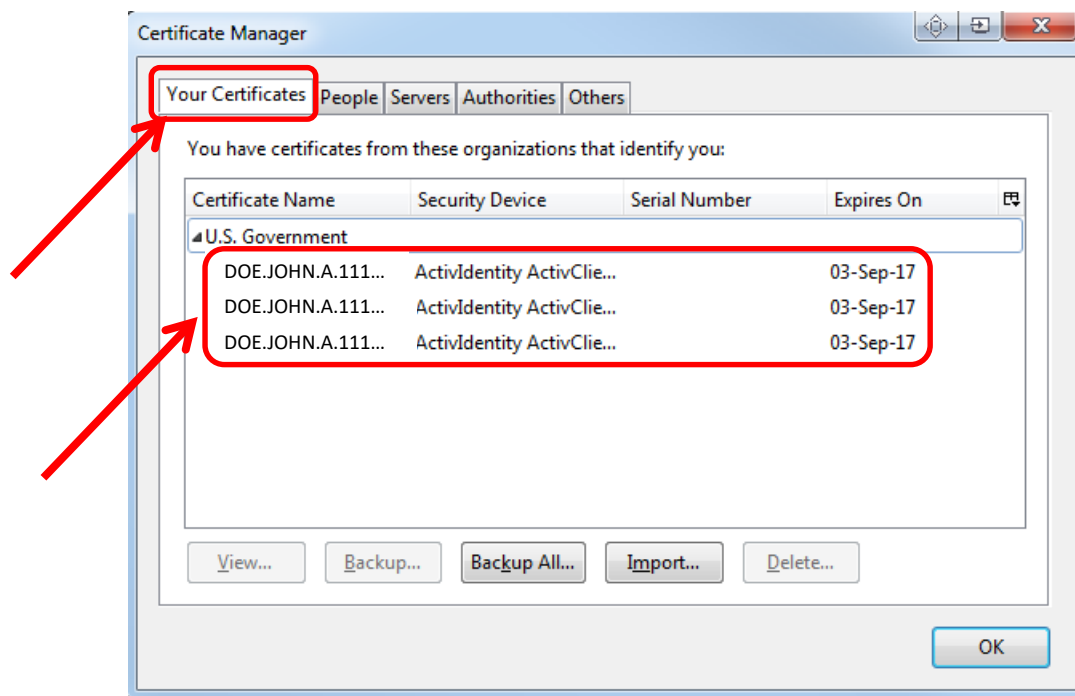 Certificate Manager
Your Certificates People Servers Authorities Others
You have certificates from these organizations that identify you:
Certificate Name Security Device Serial Number Expires On
U.S. Government
DOE.JOHN.A.111... ActivIdentity ActivClie... 03-Sep-17
DOE.JOHN.A.111... ActivIdentity ActivClie... 03-Sep-17
DOE.JOHN.A.111... ActivIdentity ActivClie... 03-Sep-17
View... Backup... Backup All... Import... Delete...
OK